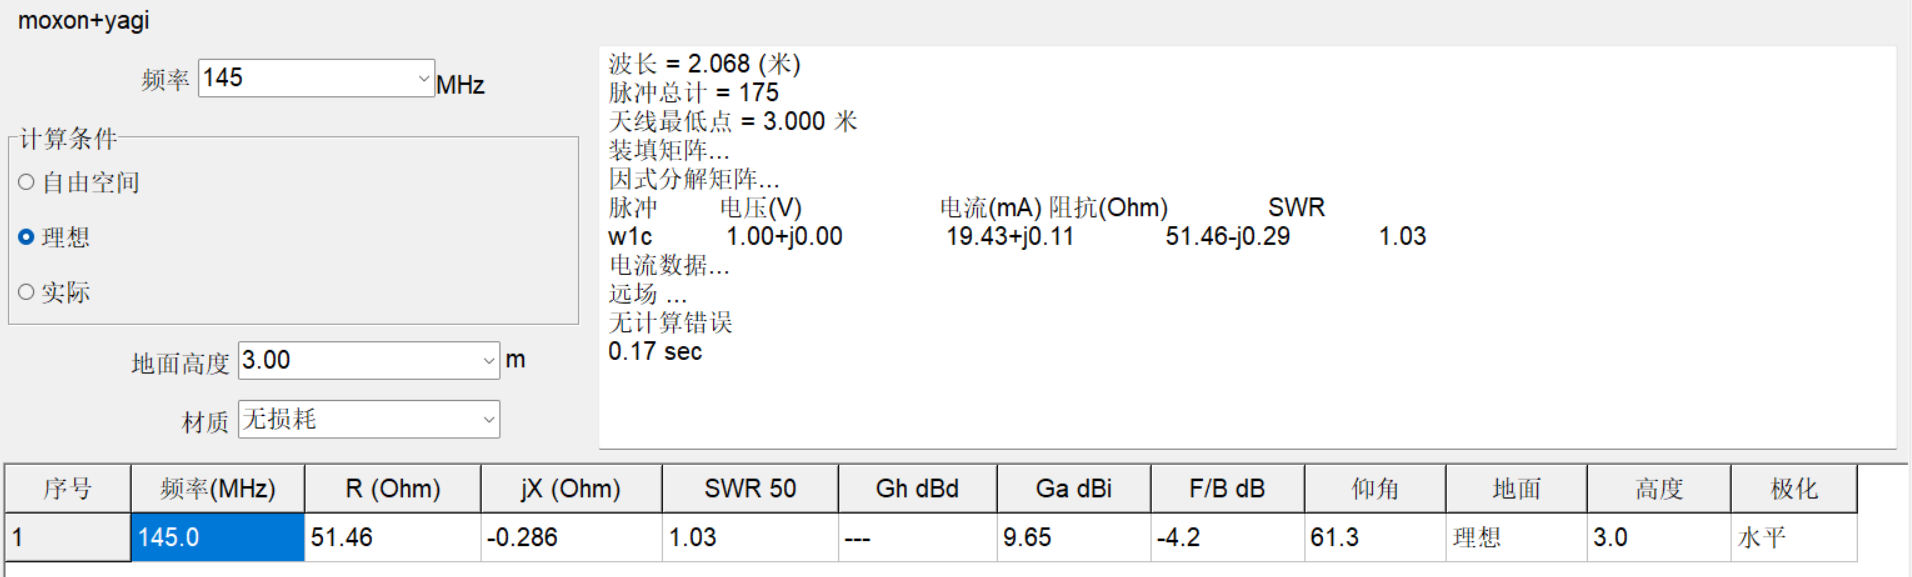 moxon+yagi
频率 145 MHz
计算条件
自由空间
理想
实际
地面高度 3.00 m
材质 无损耗
波长 = 2.068 (米)
脉冲总计 = 175
天线最低点 = 3.000 米
装填矩阵...
因式分解矩阵...
脉冲 电压(V) 电流(mA) 阻抗(Ohm) SWR
w1c 1.00+j0.00 19.43+j0.11 51.46-j0.29 1.03
电流数据...
远场 ...
无计算错误
0.17 sec
序号 频率(MHz) R (Ohm) jX (Ohm) SWR 50 Gh dBd Ga dBi F/B dB 仰角 地面 高度 极化
1 145.0 51.46 -0.286 1.03 --- 9.65 -4.2 61.3 理想 3.0 水平